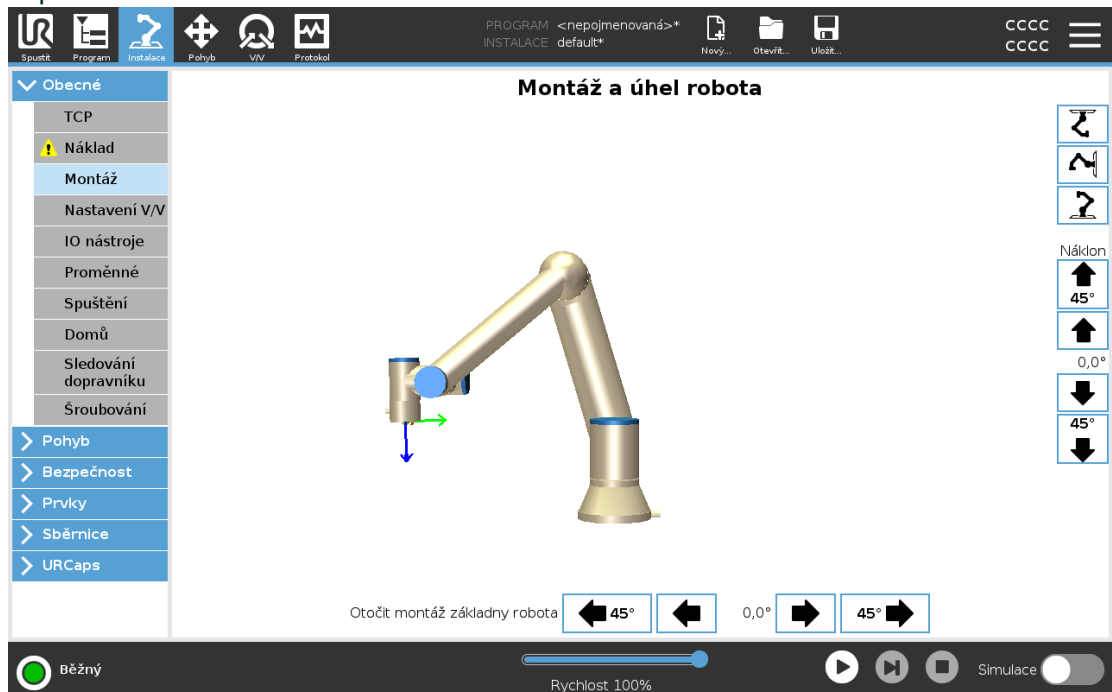 PROGRAM <nepojmenovaná>*
INSTALACE default*
UR
Spustit
Program
Instalace
Pohyb
V/V
Protokol
Nový...
Otevřít...
Uložit...
CCCC
CCCC
Obecné
TCP
Náklad
Montáž
Nastavení V/V
IO nástroje
Proměnné
Spuštění
Domů
Sledování
dopravníku
Šroubování
Pohyb
Bezpečnost
Prvky
Sběrnice
URCaps
Montáž a úhel robota
Náklon
45°
0,0°
45°
Otočit montáž základny robota
45°
0,0°
45°
Běžný
Rychlost 100%
Simulace